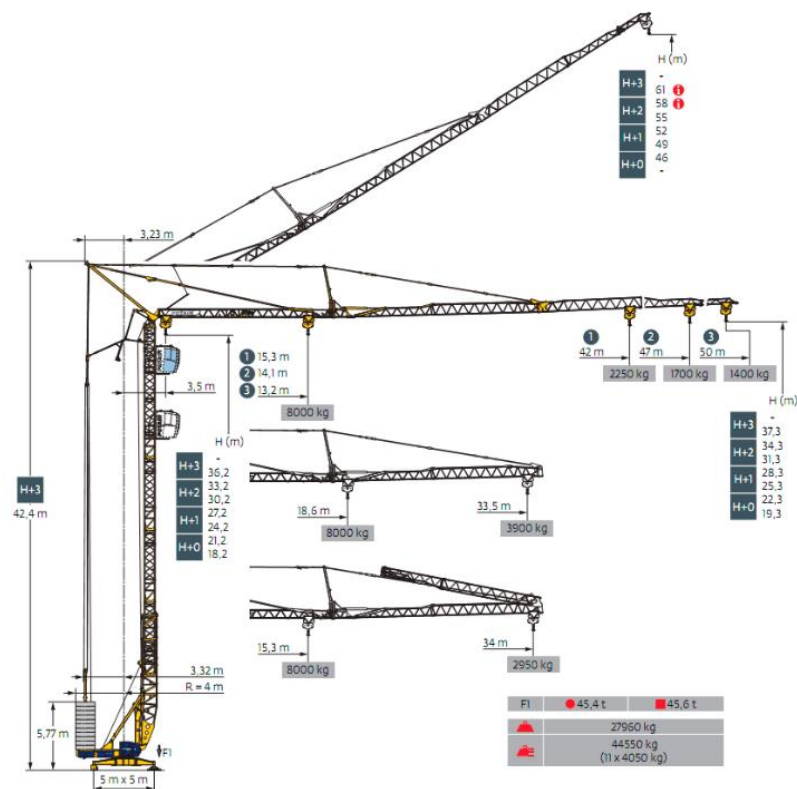 H (m)
H+3
-
61
58
H+2
55
52
H+1
49
46
H+0
-
3,23 m
1 15,3 m
2 14,1 m
3 13,2 m
8000 kg
3,5 m
1 42 m
2 47 m
3 50 m
2250 kg
1700 kg
1400 kg
H (m)
-
H+3
37,3
34,3
H+2
31,3
28,3
H+1
25,3
22,3
H+0
19,3
H (m)
-
H+3
36,2
33,2
H+2
30,2
27,2
H+1
24,2
21,2
H+0
18,2
H+3
42,4 m
18,6 m
8000 kg
33,5 m
3900 kg
15,3 m
8000 kg
34 m
2950 kg
3,32 m
R = 4 m
5,77 m
F1
5 m x 5 m
F1 45,4 t 45,6 t
27960 kg
44550 kg
(11 x 4050 kg)